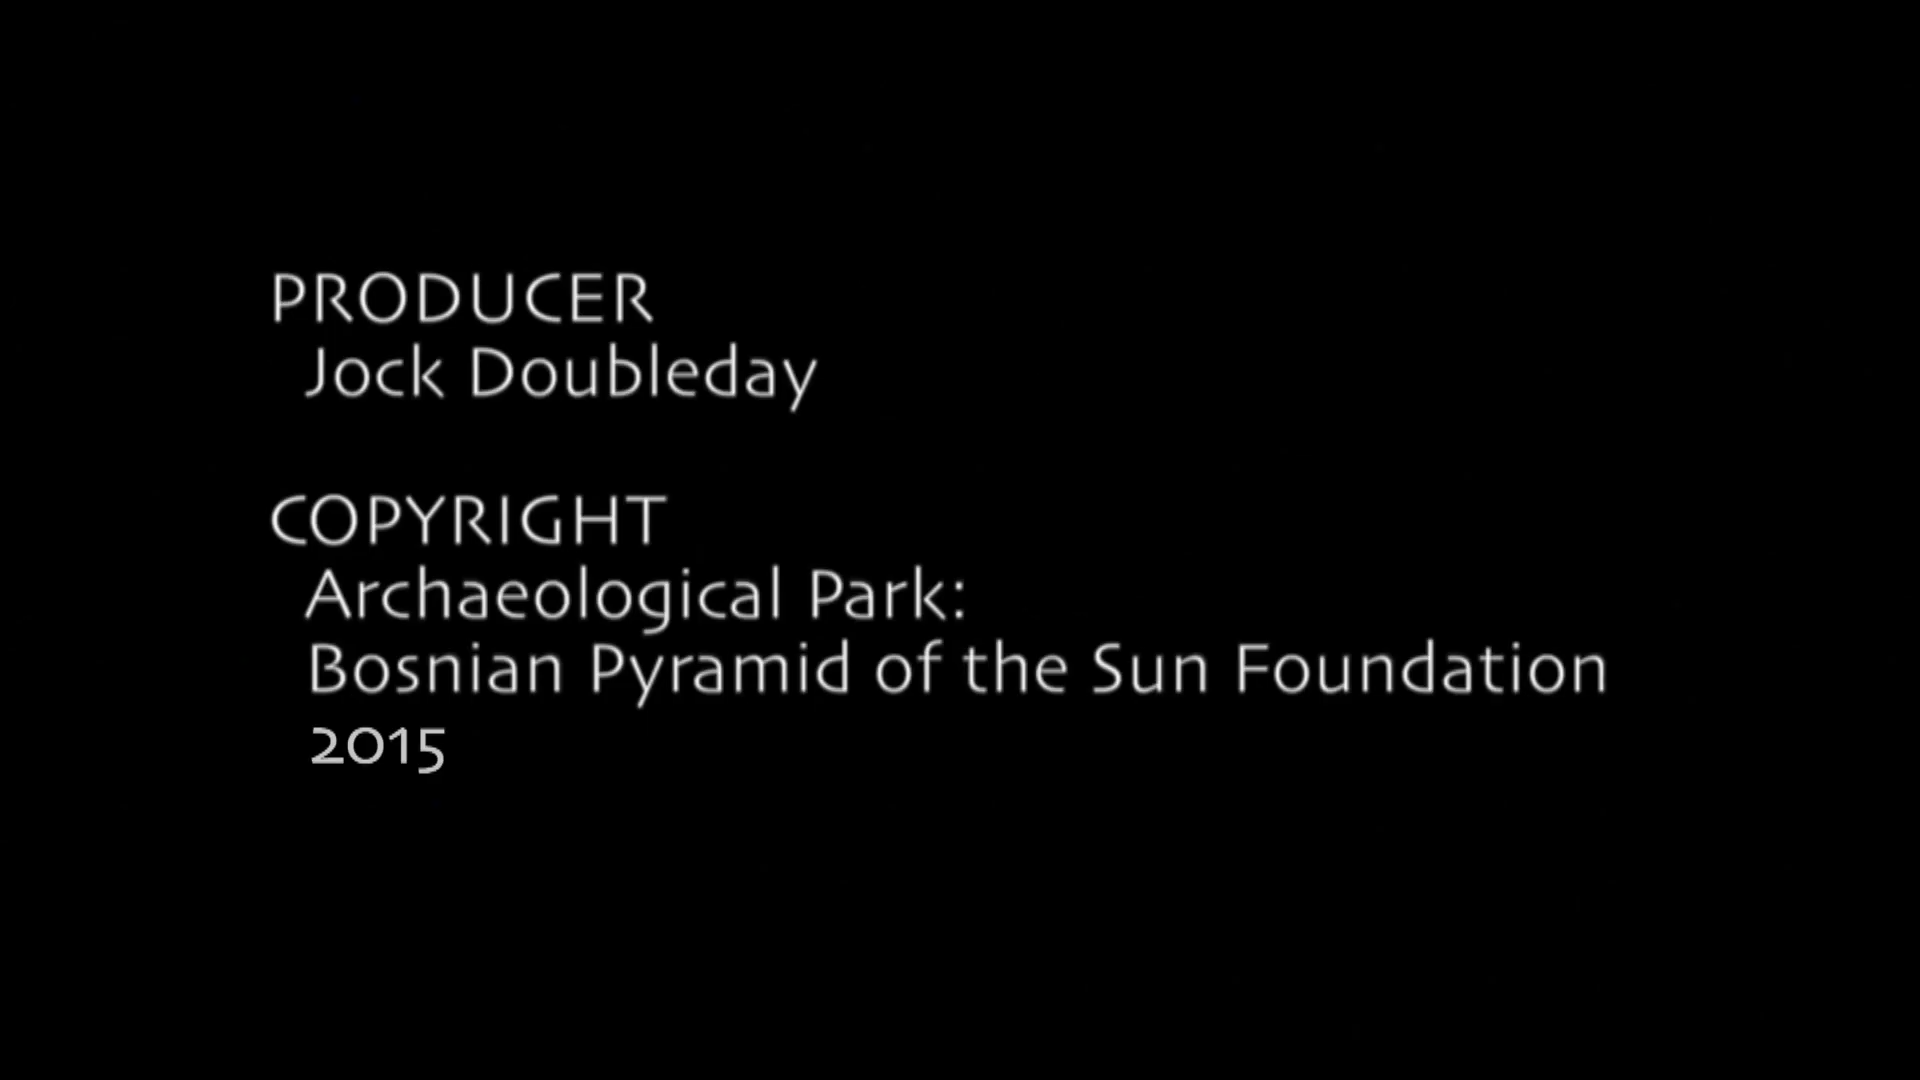 PRODUCER
Jock Doubleday
COPYRIGHT
Archaeological Park:
Bosnian Pyramid of the Sun Foundation
2015